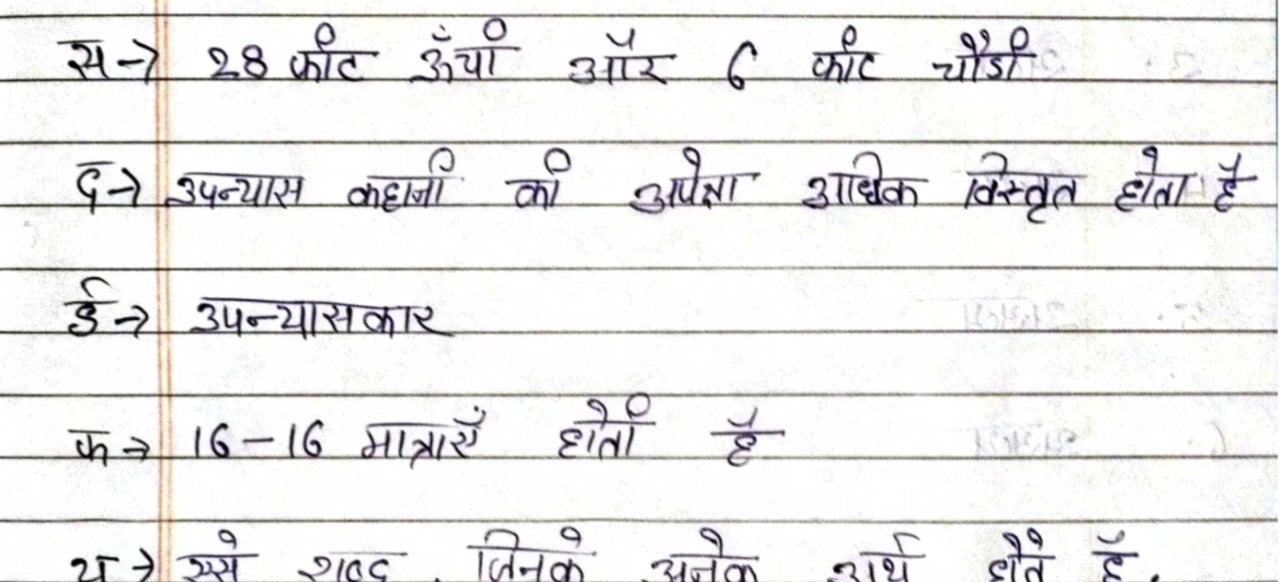 स→ 28 फीट ऊँची और 6 फीट चौडी
द→ उपन्यास कहानी की अपेक्षा अधिक विस्तृत होता है
ई→ उपन्यासकार
क→ 16-16 मात्राएँ होती है
य→ ऐसे शब्द, जिनके अनेक अर्थ होते हैं.